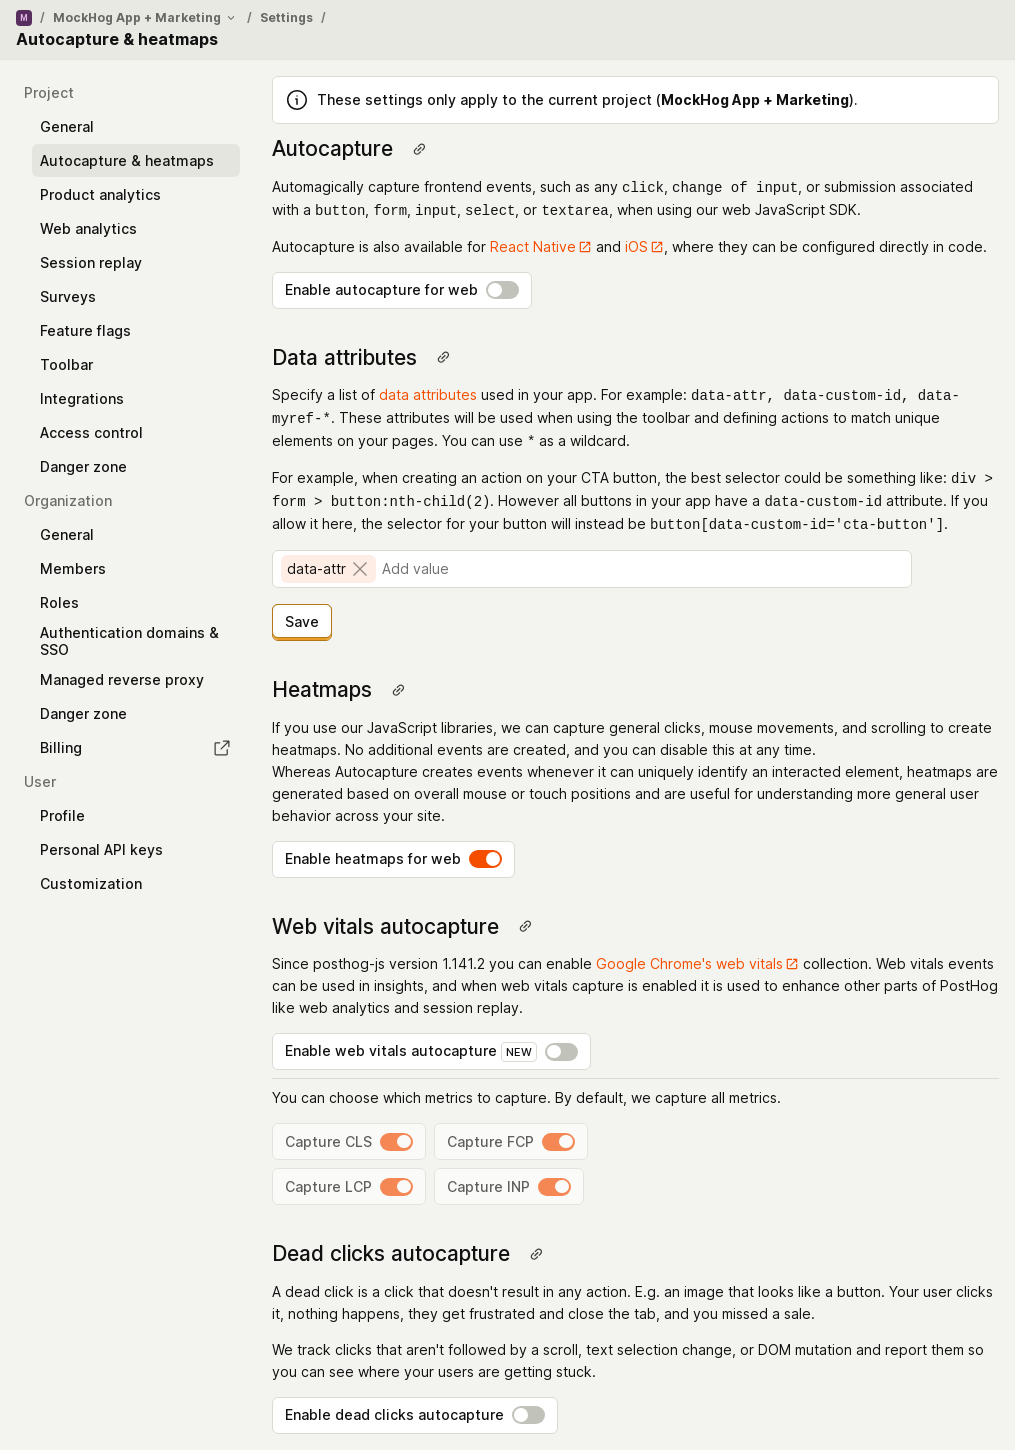 M / MockHog App + Marketing / Settings /
Autocapture & heatmaps
Project
General
Autocapture & heatmaps
Product analytics
Web analytics
Session replay
Surveys
Feature flags
Toolbar
Integrations
Access control
Danger zone
Organization
General
Members
Roles
Authentication domains &
SSO
Managed reverse proxy
Danger zone
Billing
User
Profile
Personal API keys
Customization
These settings only apply to the current project (MockHog App + Marketing).
Autocapture
Automagically capture frontend events, such as any click, change of input, or submission associated
with a button, form, input, select, or textarea, when using our web JavaScript SDK.
Autocapture is also available for React Native and iOS, where they can be configured directly in code.
Enable autocapture for web
Data attributes
Specify a list of data attributes used in your app. For example: data-attr, data-custom-id, data-
myref-*. These attributes will be used when using the toolbar and defining actions to match unique
elements on your pages. You can use * as a wildcard.
For example, when creating an action on your CTA button, the best selector could be something like: div >
form > button:nth-child(2). However all buttons in your app have a data-custom-id attribute. If you
allow it here, the selector for your button will instead be button[data-custom-id='cta-button'].
data-attr Add value
Save
Heatmaps
If you use our JavaScript libraries, we can capture general clicks, mouse movements, and scrolling to create
heatmaps. No additional events are created, and you can disable this at any time.
Whereas Autocapture creates events whenever it can uniquely identify an interacted element, heatmaps are
generated based on overall mouse or touch positions and are useful for understanding more general user
behavior across your site.
Enable heatmaps for web
Web vitals autocapture
Since posthog-js version 1.141.2 you can enable Google Chrome's web vitals collection. Web vitals events
can be used in insights, and when web vitals capture is enabled it is used to enhance other parts of PostHog
like web analytics and session replay.
Enable web vitals autocapture NEW
You can choose which metrics to capture. By default, we capture all metrics.
Capture CLS Capture FCP
Capture LCP Capture INP
Dead clicks autocapture
A dead click is a click that doesn't result in any action. E.g. an image that looks like a button. Your user clicks
it, nothing happens, they get frustrated and close the tab, and you missed a sale.
We track clicks that aren't followed by a scroll, text selection change, or DOM mutation and report them so
you can see where your users are getting stuck.
Enable dead clicks autocapture